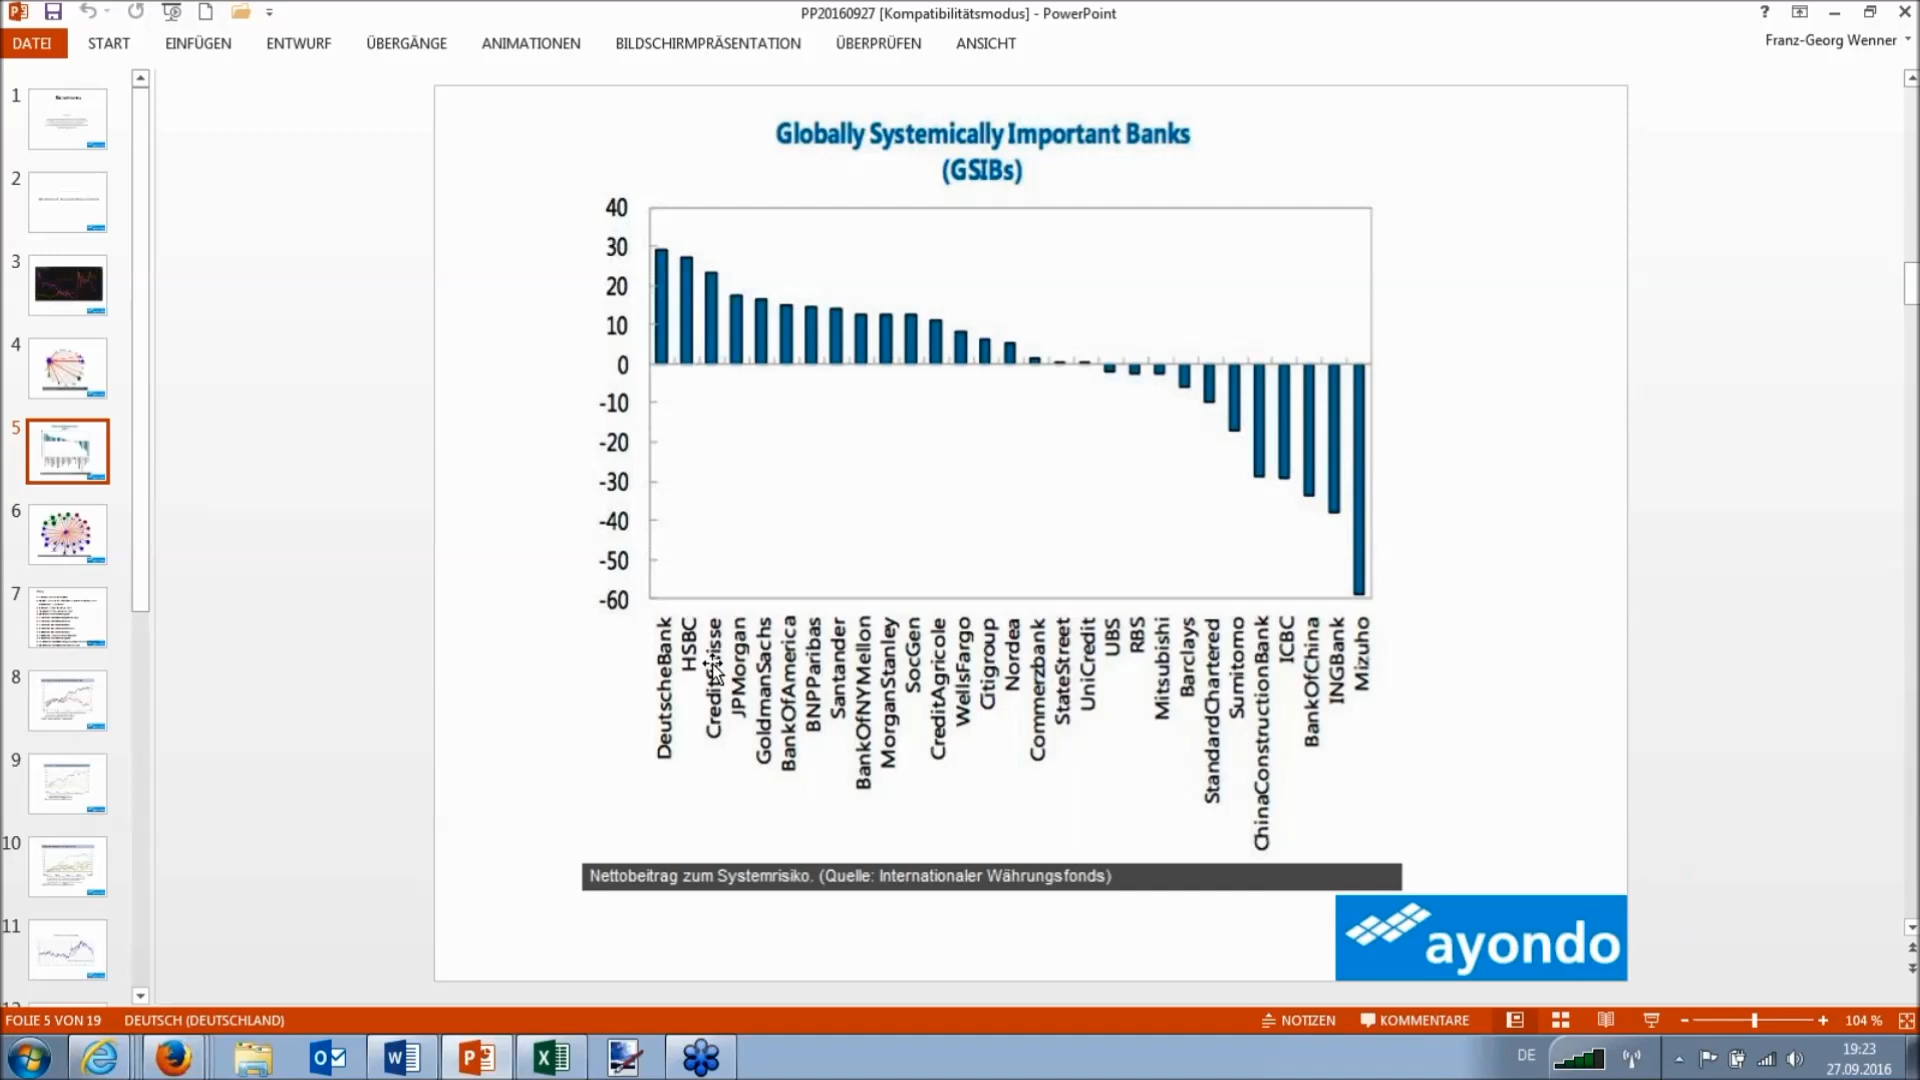 PP20160927 [Kompatibilitätsmodus] - PowerPoint
?
DATEI START EINFÜGEN ENTWURF ÜBERGÄNGE ANIMATIONEN BILDSCHIRMPRÄSENTATION ÜBERPRÜFEN ANSICHT
Franz-Georg Wenner
1
2
3
4
5
6
7
8
9
10
11
Globally Systemically Important Banks
(GSIBs)
40
30
20
10
0
-10
-20
-30
-40
-50
-60
DeutscheBank
HSBC
JPMorgan
GoldmanSachs
BankOfAmerica
BNPParibas
Santander
BankOfNYMellon
MorganStanley
SocGen
CreditAgricole
WellsFargo
Citigroup
Nordea
Commerzbank
StateStreet
UniCredit
UBS
RBS
Mitsubishi
Barclays
StandardChartered
Sumitomo
ChinaConstructionBank
ICBC
BankOfChina
INGBank
Mizuho
Nettobeitrag zum Systemrisiko. (Quelle: Internationaler Währungsfonds)
ayondo
FOLIE 5 VON 19 DEUTSCH (DEUTSCHLAND)
NOTIZEN KOMMENTARE 104 %
DE
19:23
27.09.2016